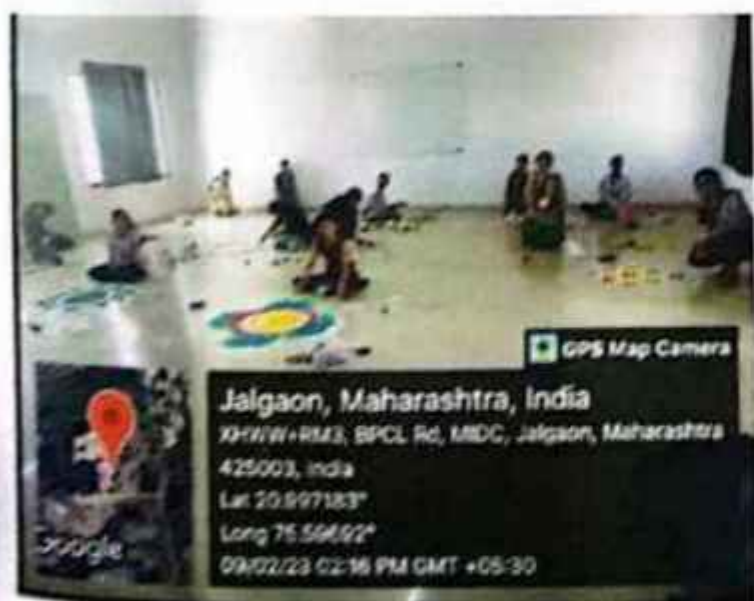 GPS Map Camera
Jalgaon, Maharashtra, India
XHWW+RM3, BPCL Rd, MIDC, Jalgaon, Maharashtra
425003, India
Lat 20.997183°
Long 75.59692°
09/02/23 02:16 PM GMT +05:30
Google